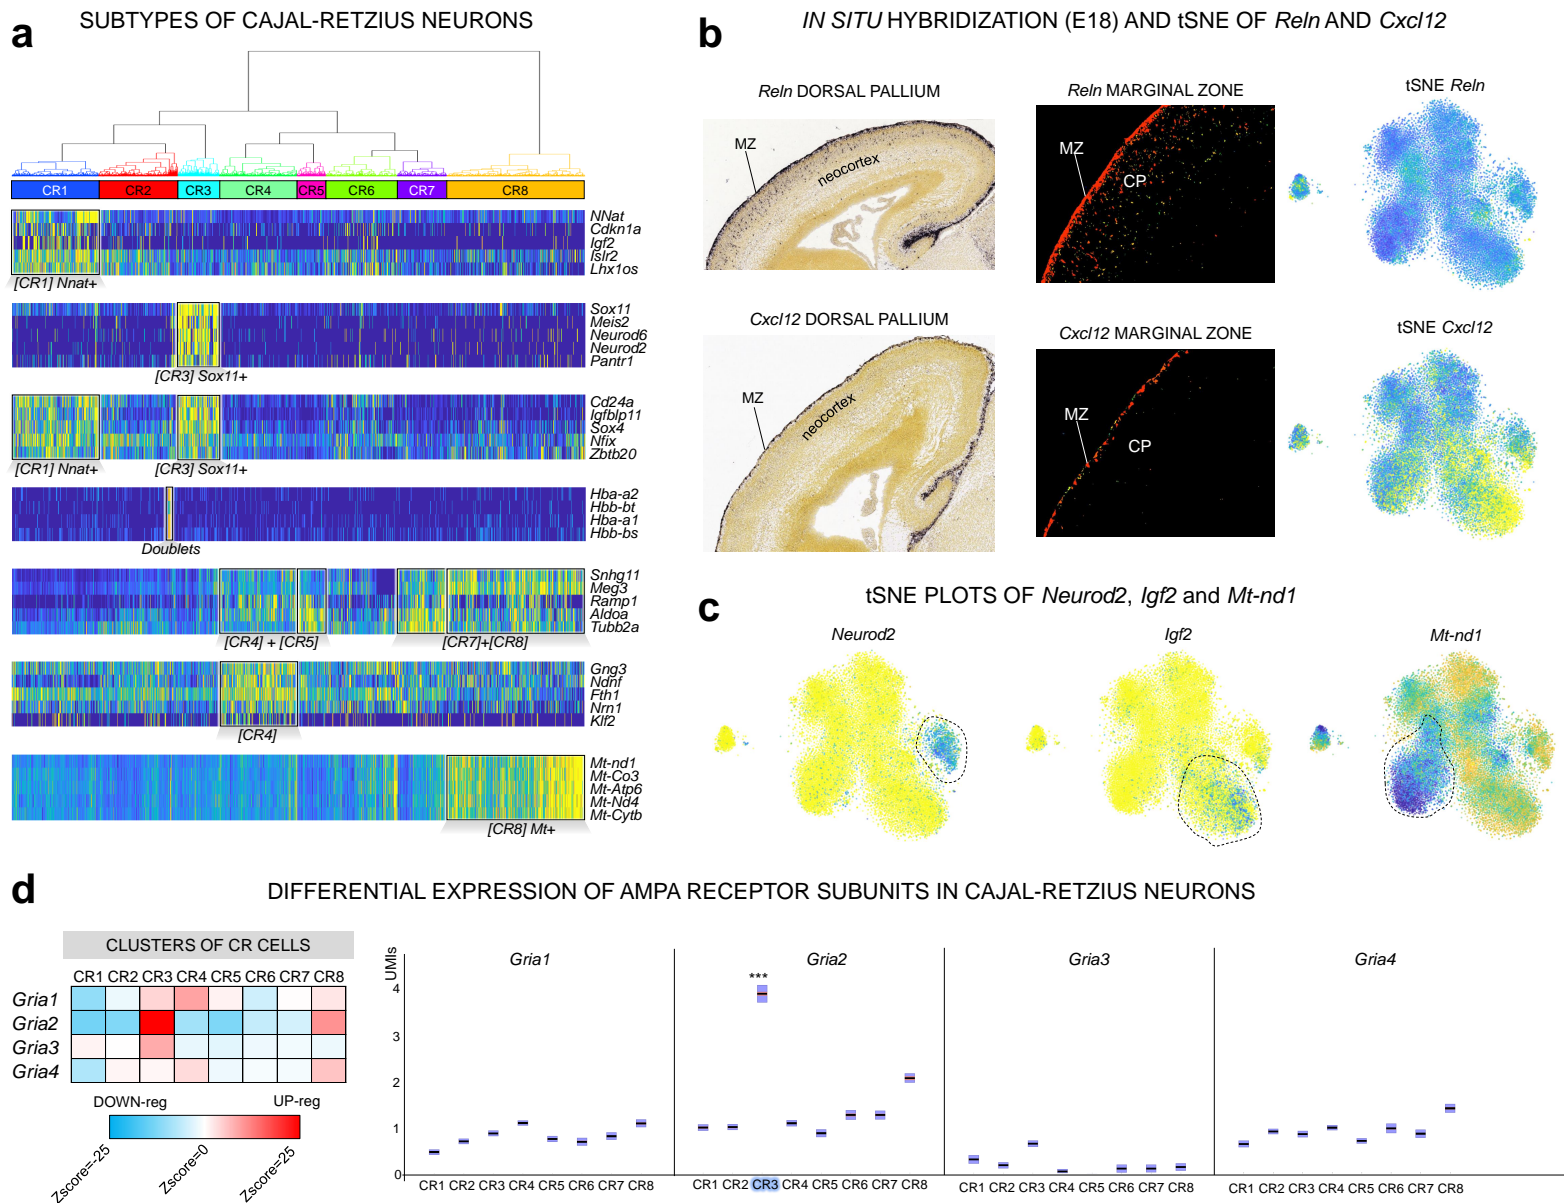 a
SUBTYPES OF CAJAL-RETZIUS NEURONS
CR1 CR2 CR3 CR4 CR5 CR6 CR7 CR8
NNat
Cdkn1a
Igf2
Islr2
Lhx1os
[CR1] Nnat+
Sox11
Meis2
Neurod6
Neurod2
Pantr1
[CR3] Sox11+
Cd24a
Igfblp11
Sox4
Nfix
Zbtb20
[CR1] Nnat+ [CR3] Sox11+
Hba-a2
Hbb-bt
Hba-a1
Hbb-bs
Doublets
Snhg11
Meg3
Ramp1
Aldoa
Tubb2a
[CR4] + [CR5] [CR7]+[CR8]
Gng3
Ndnf
Fth1
Nrn1
Klf2
[CR4]
Mt-nd1
Mt-Co3
Mt-Atp6
Mt-Nd4
Mt-Cytb
[CR8] Mt+
b
IN SITU HYBRIDIZATION (E18) AND tSNE OF Reln AND Cxcl12
Reln DORSAL PALLIUM
MZ
neocortex
Reln MARGINAL ZONE
MZ
CP
tSNE Reln
Cxcl12 DORSAL PALLIUM
MZ
neocortex
Cxcl12 MARGINAL ZONE
MZ
CP
tSNE Cxcl12
c
tSNE PLOTS OF Neurod2, Igf2 and Mt-nd1
Neurod2
Igf2
Mt-nd1
d
DIFFERENTIAL EXPRESSION OF AMPA RECEPTOR SUBUNITS IN CAJAL-RETZIUS NEURONS
CLUSTERS OF CR CELLS
CR1 CR2 CR3 CR4 CR5 CR6 CR7 CR8
Gria1
Gria2
Gria3
Gria4
DOWN-reg UP-reg
Zscore=-25 Zscore=0 Zscore=25
UMIs
4
3
2
1
0
Gria1
CR1 CR2 CR3 CR4 CR5 CR6 CR7 CR8
Gria2
***
CR1 CR2 CR3 CR4 CR5 CR6 CR7 CR8
Gria3
CR1 CR2 CR3 CR4 CR5 CR6 CR7 CR8
Gria4
CR1 CR2 CR3 CR4 CR5 CR6 CR7 CR8